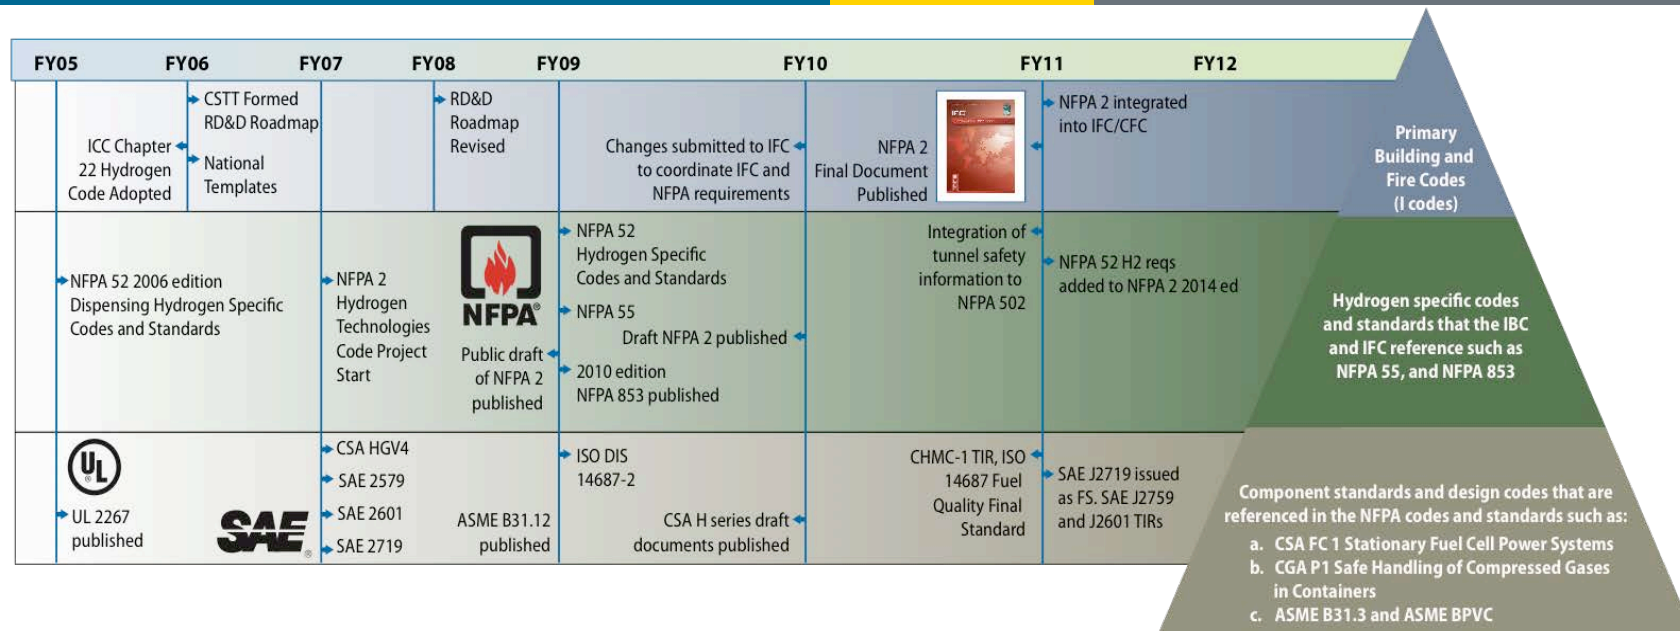 FY05 FY06 FY07 FY08 FY09 FY10 FY11 FY12
ICC Chapter
22 Hydrogen
Code Adopted
CSTT Formed
RD&D Roadmap
National
Templates
RD&D
Roadmap
Revised
Changes submitted to IFC
to coordinate IFC and
NFPA requirements
NFPA 2
Final Document
Published
IFC
NFPA 2 integrated
into IFC/CFC
Primary
Building and
Fire Codes
(I codes)
NFPA 52 2006 edition
Dispensing Hydrogen Specific
Codes and Standards
NFPA 2
Hydrogen
Technologies
Code Project
Start
NFPA®
Public draft
of NFPA 2
published
NFPA 52
Hydrogen Specific
Codes and Standards
NFPA 55
Draft NFPA 2 published
2010 edition
NFPA 853 published
Integration of
tunnel safety
information to
NFPA 502
NFPA 52 H2 reqs
added to NFPA 2 2014 ed
Hydrogen specific codes
and standards that the IBC
and IFC reference such as
NFPA 55, and NFPA 853
UL®
UL 2267
published
SAE®
CSA HGV4
SAE 2579
SAE 2601
SAE 2719
ASME B31.12
published
ISO DIS
14687-2
CSA H series draft
documents published
CHMC-1 TIR, ISO
14687 Fuel
Quality Final
Standard
SAE J2719 issued
as FS. SAE J2759
and J2601 TIRs
Component standards and design codes that are
referenced in the NFPA codes and standards such as:
a. CSA FC 1 Stationary Fuel Cell Power Systems
b. CGA P1 Safe Handling of Compressed Gases
in Containers
c. ASME B31.3 and ASME BPVC